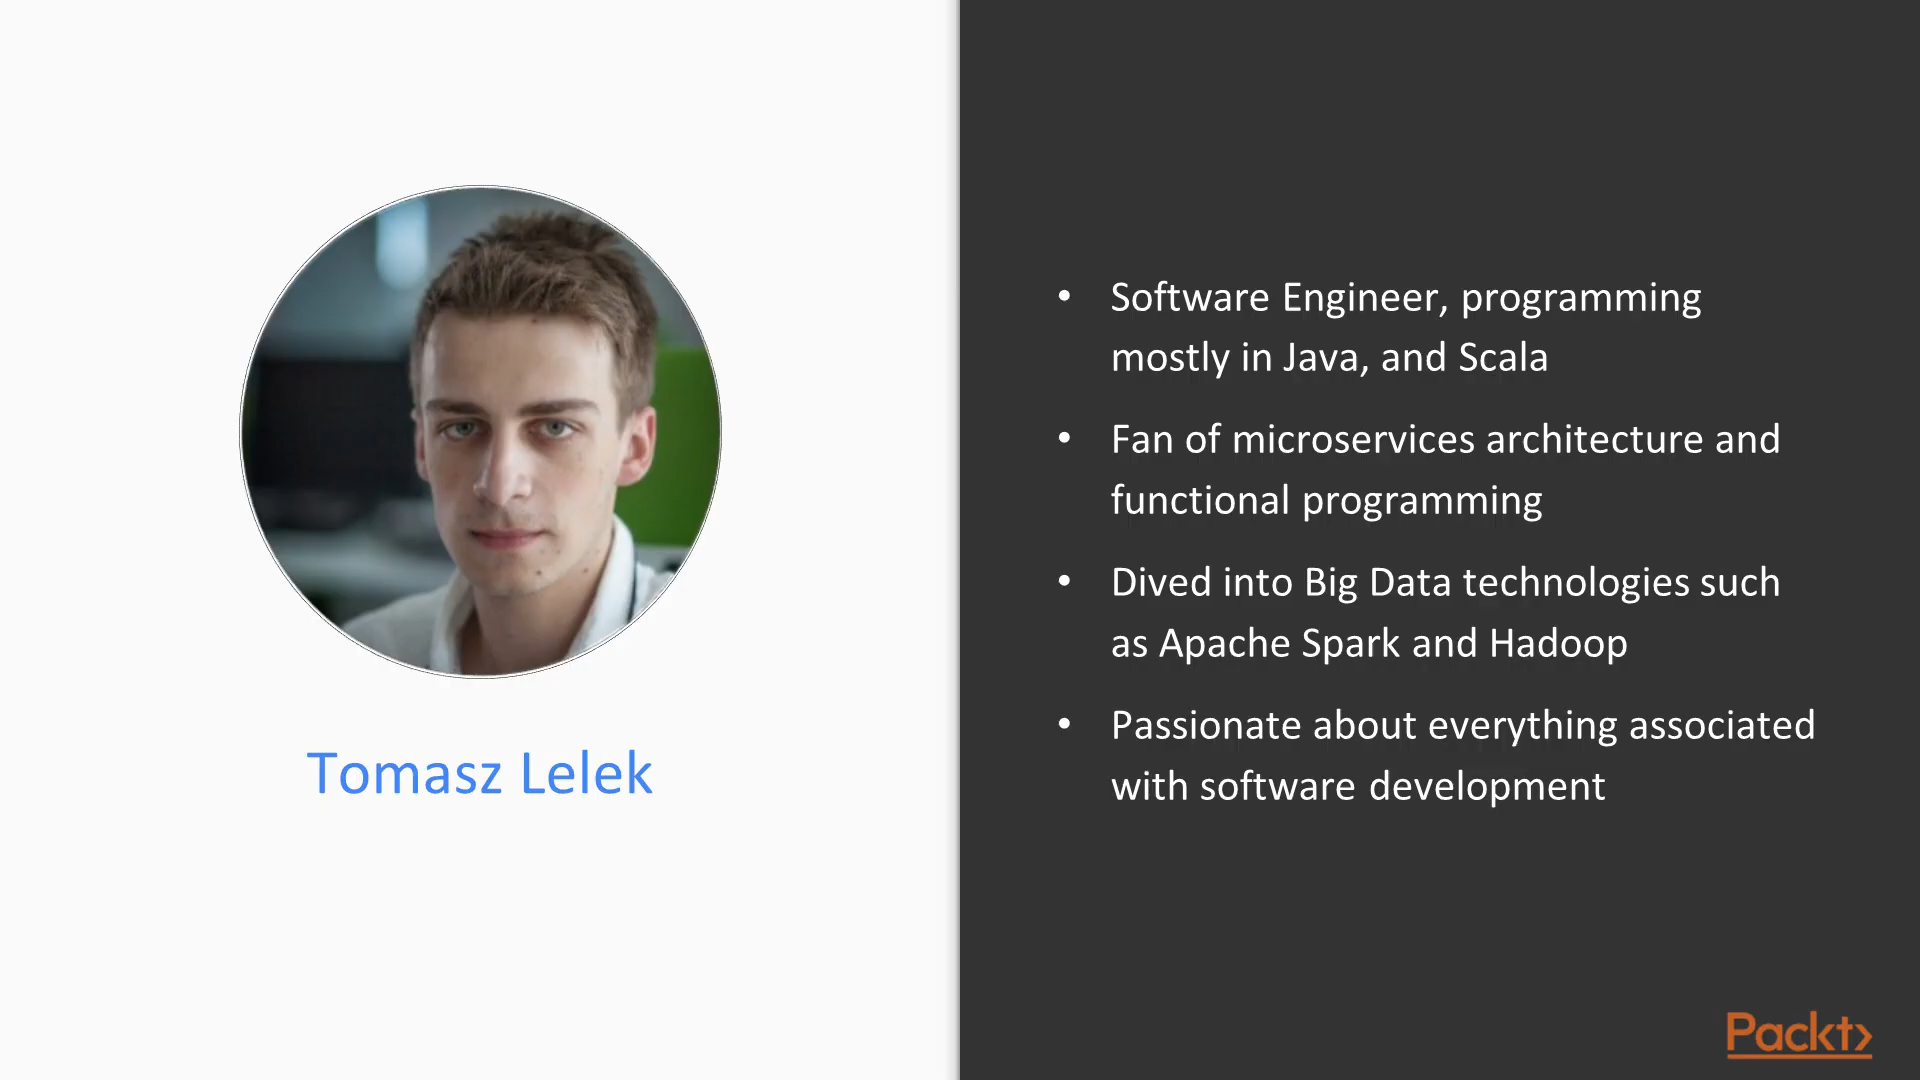 Tomasz Lelek
• Software Engineer, programming
mostly in Java, and Scala
• Fan of microservices architecture and
functional programming
• Dived into Big Data technologies such
as Apache Spark and Hadoop
• Passionate about everything associated
with software development
Packt>